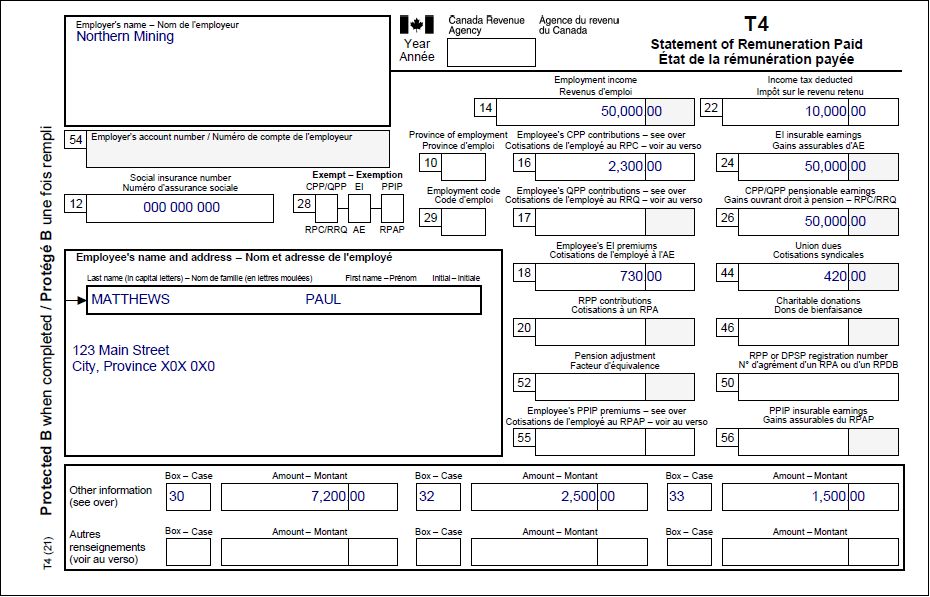 Employer's name – Nom de l'employeur
Northern Mining
Canada Revenue Agency
Agence du revenu du Canada
Year
Année
T4
Statement of Remuneration Paid
État de la rémunération payée
Employment income
Revenus d'emploi
14 50,000 00
Income tax deducted
Impôt sur le revenu retenu
22 10,000 00
54 Employer's account number / Numéro de compte de l'employeur
Province of employment
Province d'emploi
10
Employee's CPP contributions – see over
Cotisations de l'employé au RPC – voir au verso
16 2,300 00
EI insurable earnings
Gains assurables d'AE
24 50,000 00
Social insurance number
Numéro d'assurance sociale
12 000 000 000
Exempt – Exemption
CPP/QPP EI PPIP
28
RPC/RRQ AE RPAP
Employment code
Code d'emploi
29
Employee's QPP contributions – see over
Cotisations de l'employé au RRQ – voir au verso
17
CPP/QPP pensionable earnings
Gains ouvrant droit à pension – RPC/RRQ
26 50,000 00
Employee's name and address – Nom et adresse de l'employé
Last name (in capital letters) – Nom de famille (en lettres moulées) First name – Prénom Initial – Initiale
MATTHEWS PAUL
123 Main Street
City, Province X0X 0X0
Employee's EI premiums
Cotisations de l'employé à l'AE
18 730 00
Union dues
Cotisations syndicales
44 420 00
RPP contributions
Cotisations à un RPA
20
Charitable donations
Dons de bienfaisance
46
Pension adjustment
Facteur d'équivalence
52
RPP or DPSP registration number
N° d'agrément d'un RPA ou d'un RPDB
50
Employee's PPIP premiums – see over
Cotisations de l'employé au RPAP – voir au verso
55
PPIP insurable earnings
Gains assurables du RPAP
56
Box – Case Amount – Montant Box – Case Amount – Montant Box – Case Amount – Montant
Other information
(see over)
30 7,200 00 32 2,500 00 33 1,500 00
Box – Case Amount – Montant Box – Case Amount – Montant Box – Case Amount – Montant
Autres
renseignements
(voir au verso)
T4 (21) Protected B when completed / Protégé B une fois rempli